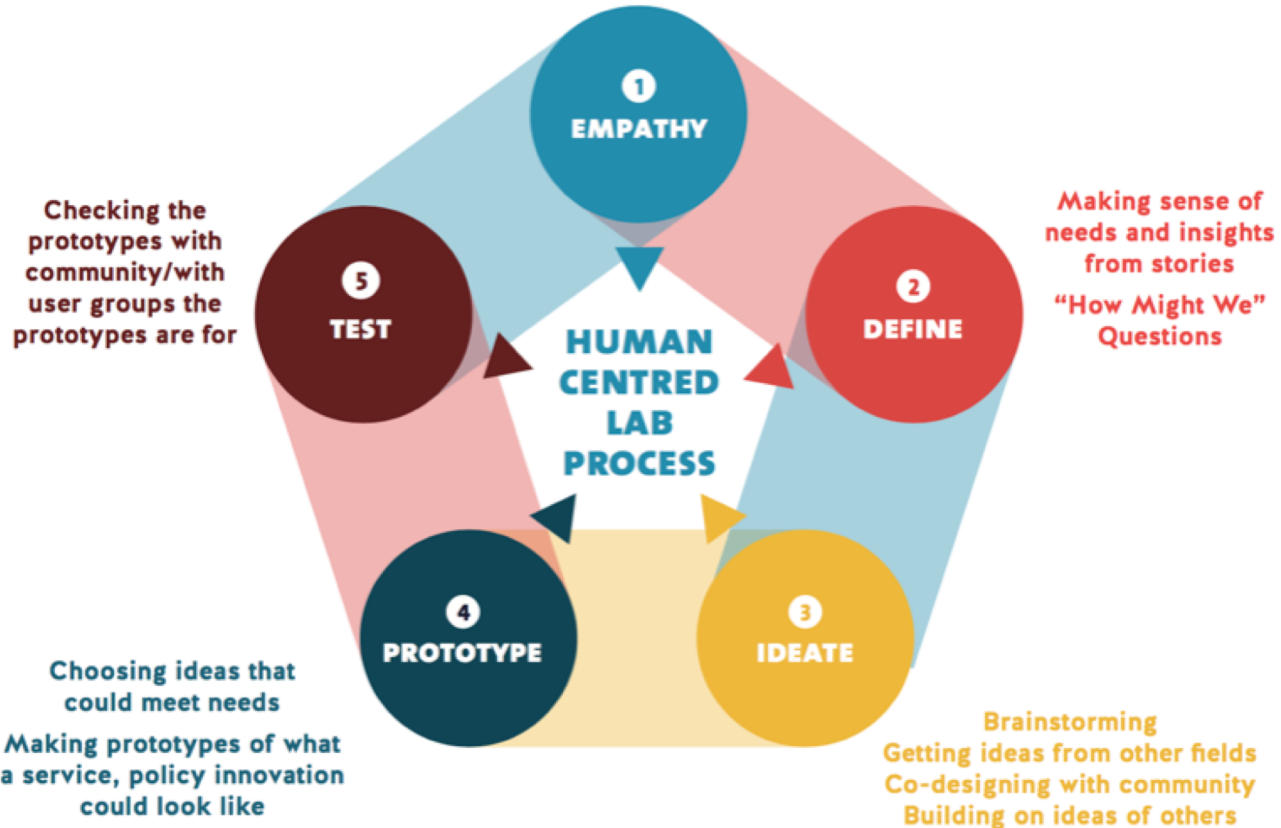 1
EMPATHY
Making sense of
needs and insights
from stories
“How Might We”
Questions
2
DEFINE
Checking the
prototypes with
community/with
user groups the
prototypes are for
5
TEST
HUMAN
CENTRED
LAB
PROCESS
4
PROTOTYPE
3
IDEATE
Choosing ideas that
could meet needs
Making prototypes of what
a service, policy innovation
could look like
Brainstorming
Getting ideas from other fields
Co-designing with community
Building on ideas of others